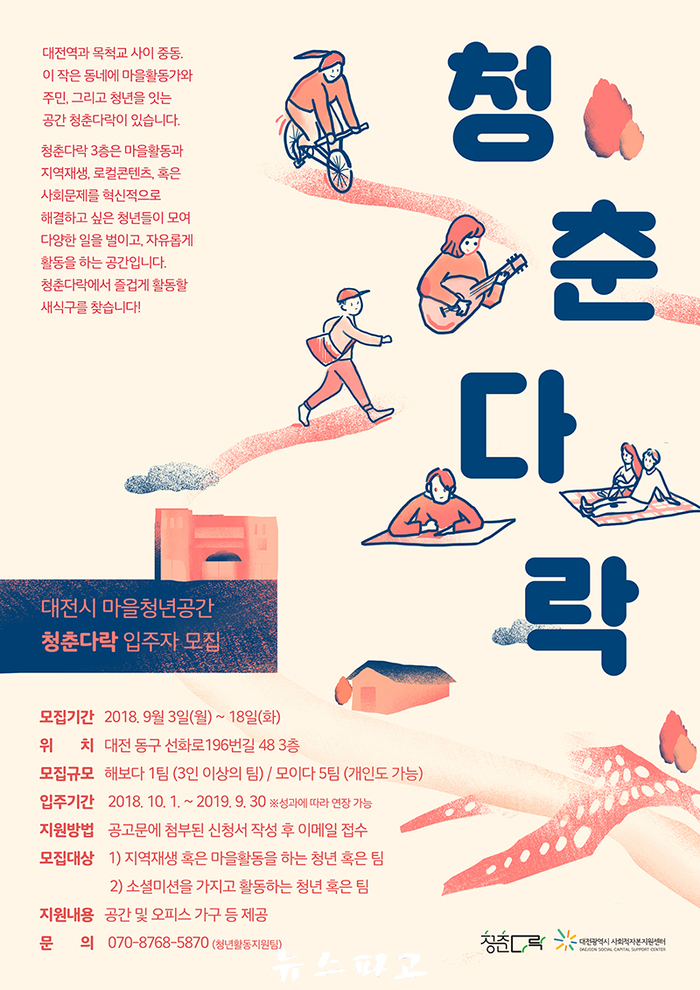 대전역과 목척교 사이 중동.
이 작은 동네에 마을활동가와
주민, 그리고 청년을 잇는
공간 청춘다락이 있습니다.
청춘다락 3층은 마을활동과
지역재생, 로컬콘텐츠, 혹은
사회문제를 혁신적으로
해결하고 싶은 청년들이 모여
다양한 일을 벌이고, 자유롭게
활동을 하는 공간입니다.
청춘다락에서 즐겁게 활동할
새식구를 찾습니다!
청
춘
다
락
대전시 마을청년공간
청춘다락 입주자 모집
모집기간 2018. 9월 3일(월) ~ 18일(화)
위 치 대전 동구 선화로196번길 48 3층
모집규모 해보다 1팀 (3인 이상의 팀) / 모이다 5팀 (개인도 가능)
입주기간 2018. 10. 1. ~ 2019. 9. 30 ※성과에 따라 연장 가능
지원방법 공고문에 첨부된 신청서 작성 후 이메일 접수
모집대상 1) 지역재생 혹은 마을활동을 하는 청년 혹은 팀
2) 소셜미션을 가지고 활동하는 청년 혹은 팀
지원내용 공간 및 오피스 가구 등 제공
문 의 070-8768-5870 (청년활동지원팀)
청춘다락
대전광역시 사회적자본지원센터
DAEJEON SOCIAL CAPITAL SUPPORT CENTER
뉴스파고